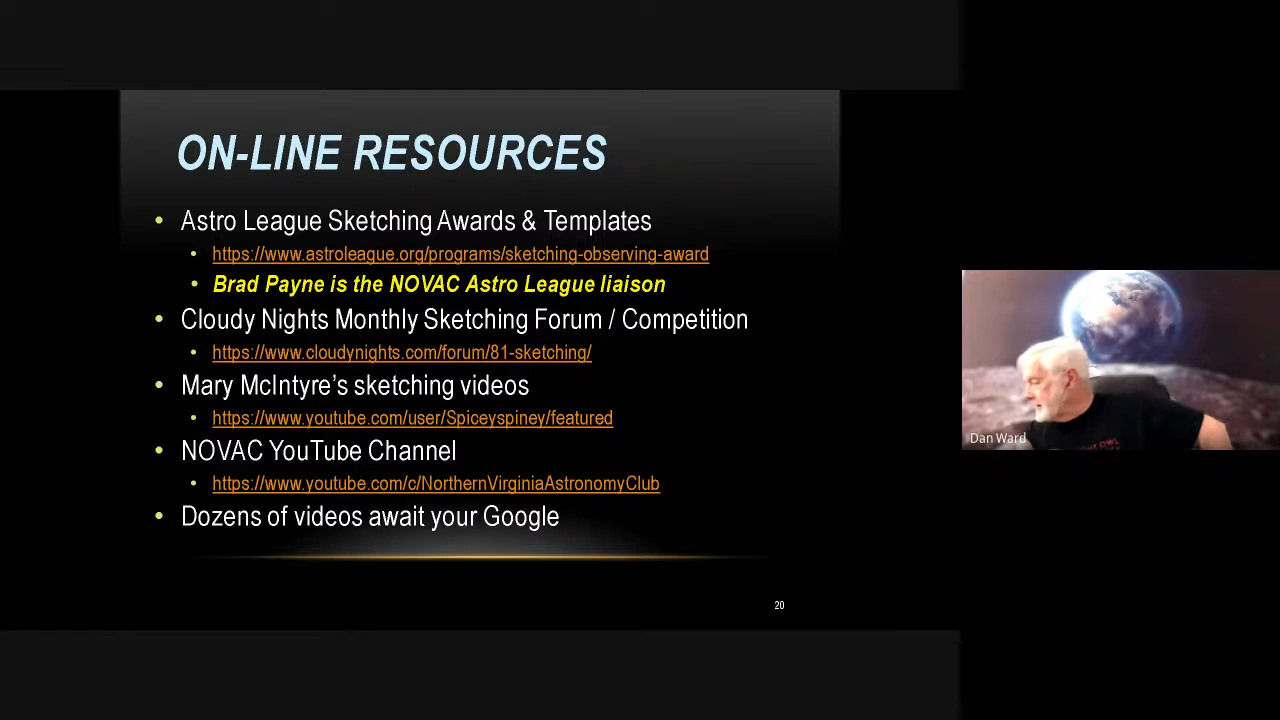 ON-LINE RESOURCES
• Astro League Sketching Awards & Templates
• https://www.astroleague.org/programs/sketching-observing-award
• Brad Payne is the NOVAC Astro League liaison
• Cloudy Nights Monthly Sketching Forum / Competition
• https://www.cloudynights.com/forum/81-sketching/
• Mary McIntyre’s sketching videos
• https://www.youtube.com/user/Spiceyspiney/featured
• NOVAC YouTube Channel
• https://www.youtube.com/c/NorthernVirginiaAstronomyClub
• Dozens of videos await your Google
20
Dan Ward
OWL